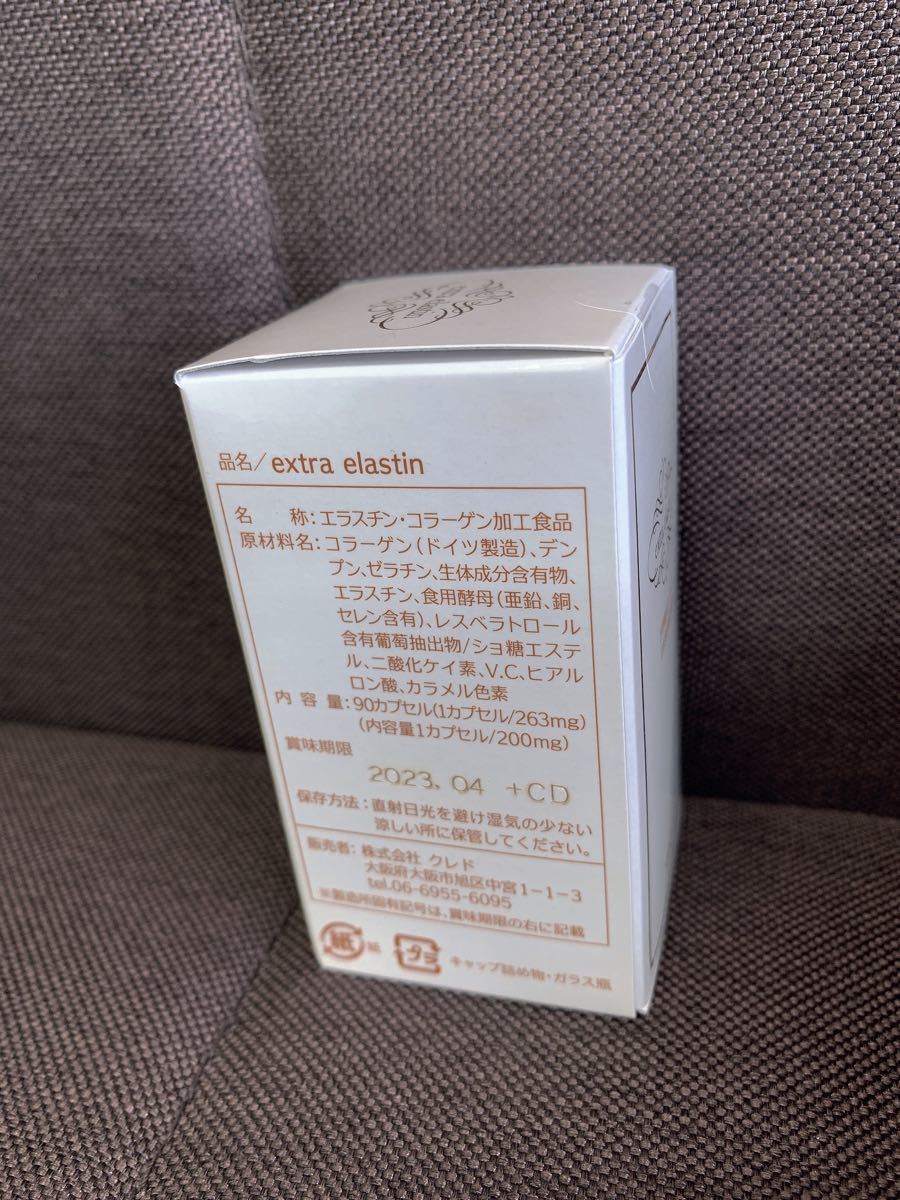 品名/extra elastin
名　称:エラスチン・コラーゲン加工食品
原材料名:コラーゲン(ドイツ製造)、デン
プン、ゼラチン、生体成分含有物、
エラスチン、食用酵母(亜鉛、銅、
セレン含有)、レスベラトロール
含有葡萄抽出物/ショ糖エステ
ル、二酸化ケイ素、V.C、ヒアル
ロン酸、カラメル色素
内 容 量:90カプセル(1カプセル/263mg)
(内容量1カプセル/200mg)
賞味期限
2023.04 +CD
保存方法:直射日光を避け湿気の少ない
涼しい所に保管してください。
販売者:株式会社 クレド
大阪府大阪市旭区中宮1-1-3
tel.06-6955-6095
※製造所固有記号は、賞味期限の右に記載
紙 紙 プラ キャップ詰め物・ガラス瓶